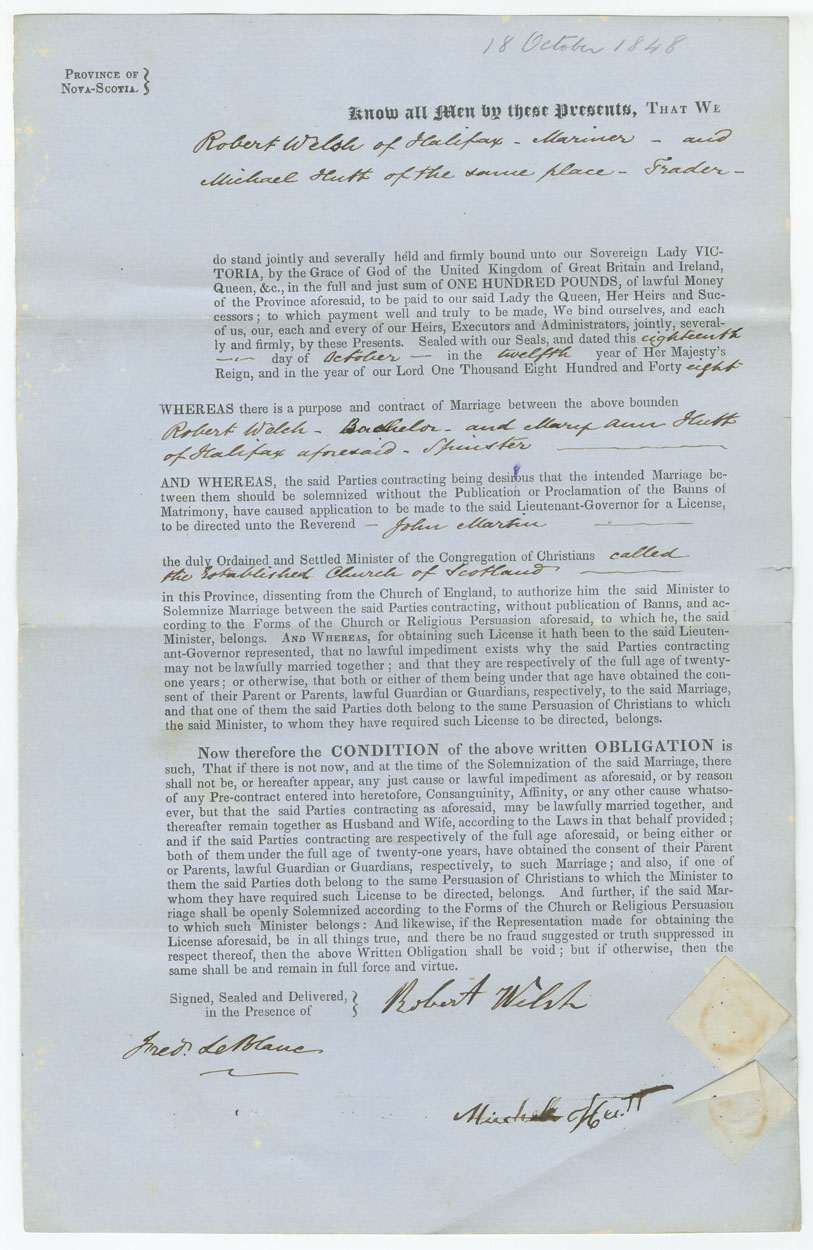 18 October 1848
PROVINCE OF
NOVA-SCOTIA.
Know all Men by these Presents, THAT WE
Robert Welsh of Halifax - Mariner - and
Michael Hutt of the same place - Trader -
do stand jointly and severally held and firmly bound unto our Sovereign Lady VIC-
TORIA, by the Grace of God of the United Kingdom of Great Britain and Ireland,
Queen, &c., in the full and just sum of ONE HUNDRED POUNDS, of lawful Money
of the Province aforesaid, to be paid to our said Lady the Queen, Her Heirs and Suc-
cessors; to which payment well and truly to be made, We bind ourselves, and each
of us, our, each and every of our Heirs, Executors and Administrators, jointly, several-
ly and firmly, by these Presents. Sealed with our Seals, and dated this eighteenth
day of October - in the twelfth year of Her Majesty's
Reign, and in the year of our Lord One Thousand Eight Hundred and Forty eight
WHEREAS there is a purpose and contract of Marriage between the above bounden
Robert Welch - Bachelor - and Mary Ann Hutt
of Halifax aforesaid - Spinster
AND WHEREAS, the said Parties contracting being desirous that the intended Marriage be-
tween them should be solemnized without the Publication or Proclamation of the Banns of
Matrimony, have caused application to be made to the said Lieutenant-Governor for a License,
to be directed unto the Reverend - John Martin
the duly Ordained and Settled Minister of the Congregation of Christians called
the Established Church of Scotland
in this Province, dissenting from the Church of England, to authorize him the said Minister to
Solemnize Marriage between the said Parties contracting, without publication of Banns, and ac-
cording to the Forms of the Church or Religious Persuasion aforesaid, to which he, the said
Minister, belongs. AND WHEREAS, for obtaining such License it hath been to the said Lieuten-
ant-Governor represented, that no lawful impediment exists why the said Parties contracting
may not be lawfully married together; and that they are respectively of the full age of twenty-
one years; or otherwise, that both or either of them being under that age have obtained the con-
sent of their Parent or Parents, lawful Guardian or Guardians, respectively, to the said Marriage,
and that one of them the said Parties doth belong to the same Persuasion of Christians to which
the said Minister, to whom they have required such License to be directed, belongs.
Now therefore the CONDITION of the above written OBLIGATION is
such, That if there is not now, and at the time of the Solemnization of the said Marriage, there
shall not be, or hereafter appear, any just cause or lawful impediment as aforesaid, or by reason
of any Pre-contract entered into heretofore, Consanguinity, Affinity, or any other cause whatso-
ever, but that the said Parties contracting as aforesaid, may be lawfully married together, and
thereafter remain together as Husband and Wife, according to the Laws in that behalf provided;
and if the said Parties contracting are respectively of the full age aforesaid, or being either or
both of them under the full age of twenty-one years, have obtained the consent of their Parent
or Parents, lawful Guardian or Guardians, respectively, to such Marriage; and also, if one of
them the said Parties doth belong to the same Persuasion of Christians to which the Minister to
whom they have required such License to be directed, belongs. And further, if the said Mar-
riage shall be openly Solemnized according to the Forms of the Church or Religious Persuasion
to which such Minister belongs: And likewise, if the Representation made for obtaining the
License aforesaid, be in all things true, and there be no fraud suggested or truth suppressed in
respect thereof, then the above Written Obligation shall be void; but if otherwise, then the
same shall be and remain in full force and virtue.
Signed, Sealed and Delivered,
in the Presence of
Robert Welsh
Fred. LeBlanc
Hutt